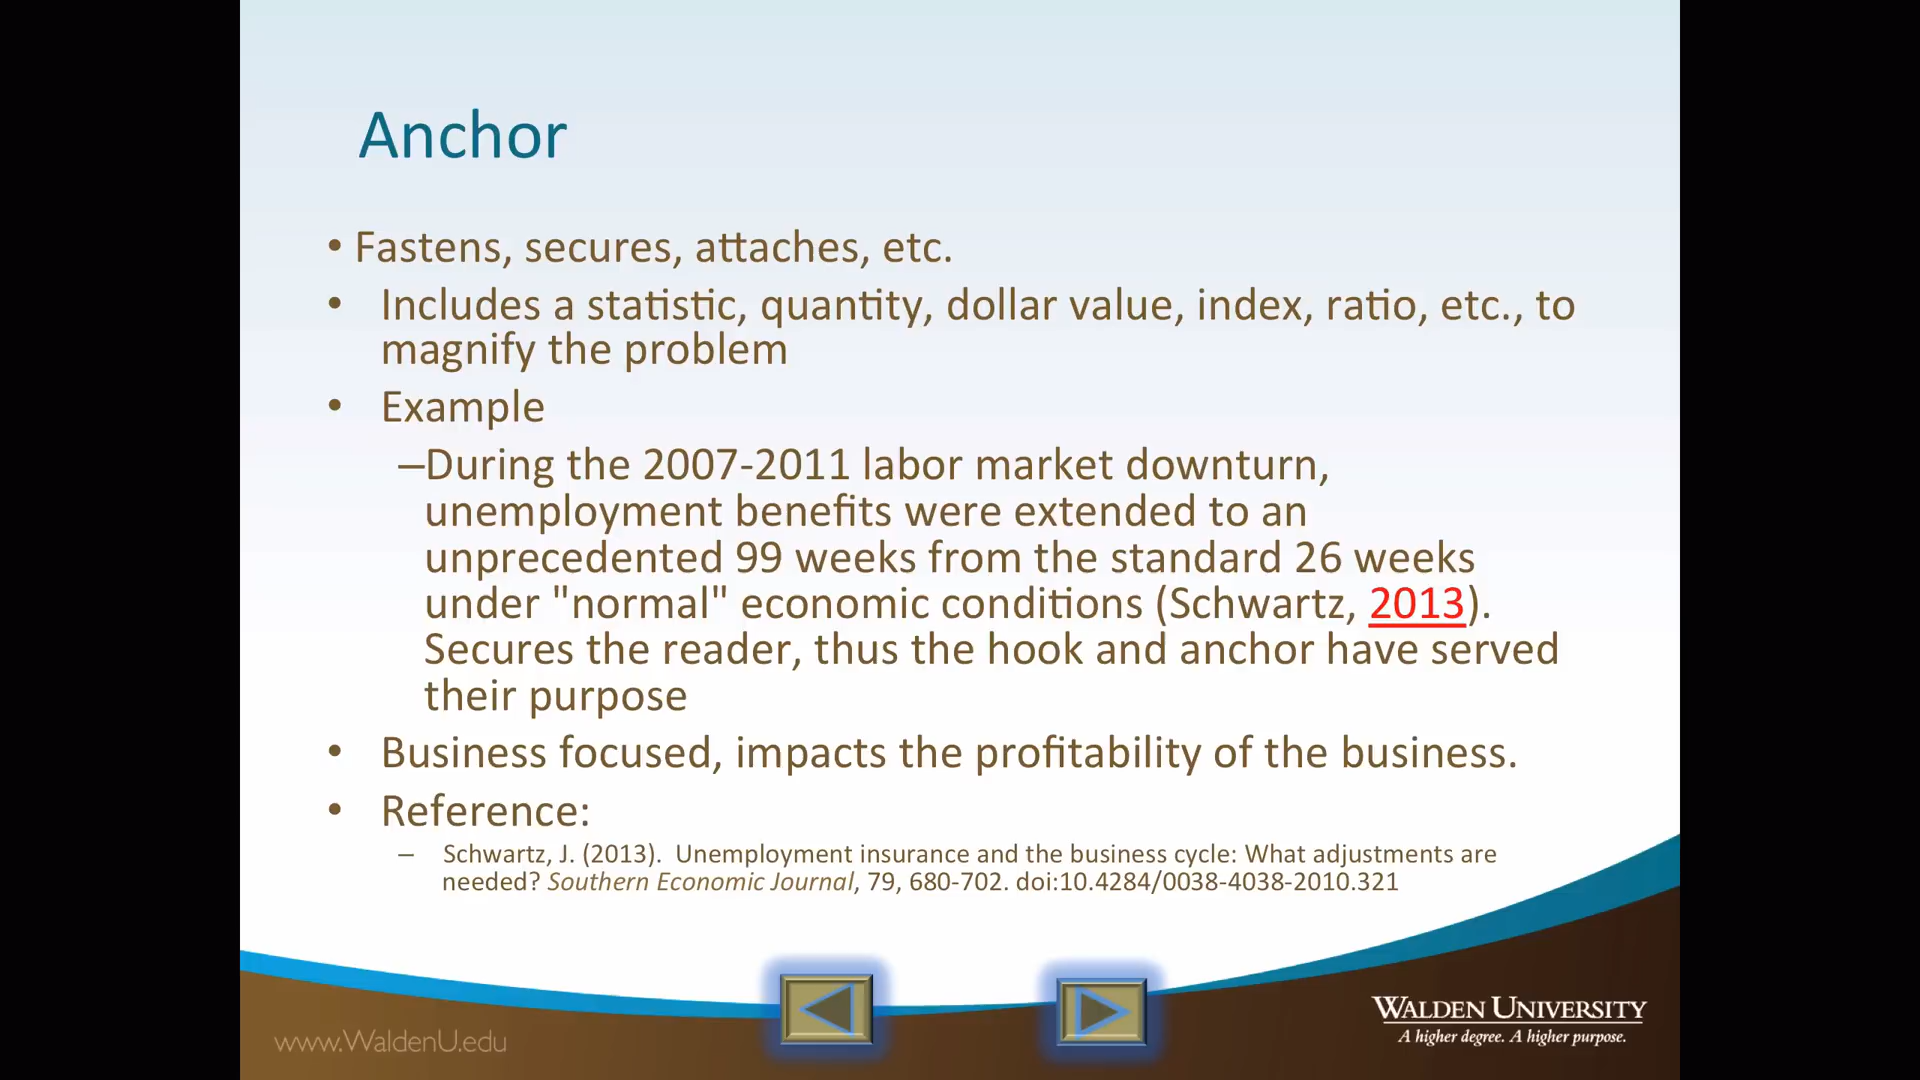 Anchor
• Fastens, secures, attaches, etc.
• Includes a statistic, quantity, dollar value, index, ratio, etc., to
magnify the problem
• Example
–During the 2007-2011 labor market downturn,
unemployment benefits were extended to an
unprecedented 99 weeks from the standard 26 weeks
under "normal" economic conditions (Schwartz, 2013).
Secures the reader, thus the hook and anchor have served
their purpose
• Business focused, impacts the profitability of the business.
• Reference:
– Schwartz, J. (2013).  Unemployment insurance and the business cycle: What adjustments are
needed? Southern Economic Journal, 79, 680-702. doi:10.4284/0038-4038-2010.321
www.WaldenU.edu
WALDEN UNIVERSITY
A higher degree. A higher purpose.